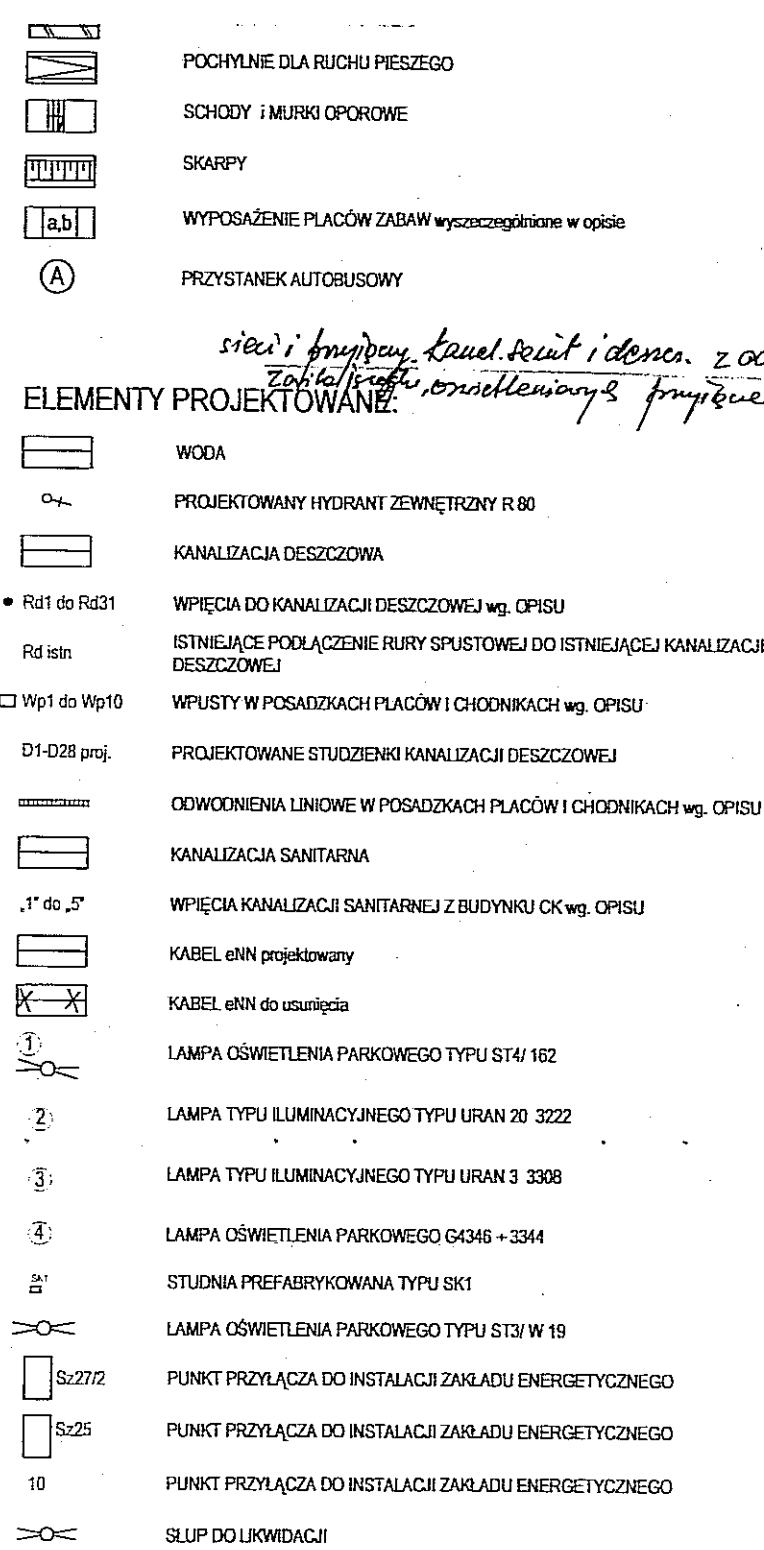 POCHYLNIE DLA RUCHU PIESZEGO
SCHODY i MURKI OPOROWE
SKARPY
a,b WYPOSAŻENIE PLACÓW ZABAW wyszeczególnione w opisie
A PRZYSTANEK AUTOBUSOWY
sieci i kanel. i z
ELEMENTY PROJEKTOWANE:
WODA
PROJEKTOWANY HYDRANT ZEWNĘTRZNY R 80
KANALIZACJA DESZCZOWA
Rd1 do Rd31 WPIĘCIA DO KANALIZACJI DESZCZOWEJ wg. OPISU
Rd istn ISTNIEJĄCE PODŁĄCZENIE RURY SPUSTOWEJ DO ISTNIEJĄCEJ KANALIZACJI
DESZCZOWEJ
Wp1 do Wp10 WPUSTY W POSADZKACH PLACÓW I CHODNIKACH wg. OPISU
D1-D28 proj. PROJEKTOWANE STUDZIENKI KANALIZACJI DESZCZOWEJ
ODWODNIENIA LINIOWE W POSADZKACH PLACÓW I CHODNIKACH wg. OPISU
KANALIZACJA SANITARNA
„1" do „5" WPIĘCIA KANALIZACJI SANITARNEJ Z BUDYNKU CK wg. OPISU
KABEL eNN projektowany
KABEL eNN do usunięcia
1 LAMPA OŚWIETLENIA PARKOWEGO TYPU ST4/ 162
2 LAMPA TYPU ILUMINACYJNEGO TYPU URAN 20 3222
3 LAMPA TYPU ILUMINACYJNEGO TYPU URAN 3 3308
4 LAMPA OŚWIETLENIA PARKOWEGO G4346 + 3344
SK1 STUDNIA PREFABRYKOWANA TYPU SK1
LAMPA OŚWIETLENIA PARKOWEGO TYPU ST3/ W 19
Sz27/2 PUNKT PRZYŁĄCZA DO INSTALACJI ZAKŁADU ENERGETYCZNEGO
Sz25 PUNKT PRZYŁĄCZA DO INSTALACJI ZAKŁADU ENERGETYCZNEGO
10 PUNKT PRZYŁĄCZA DO INSTALACJI ZAKŁADU ENERGETYCZNEGO
SŁUP DO LIKWIDACJI